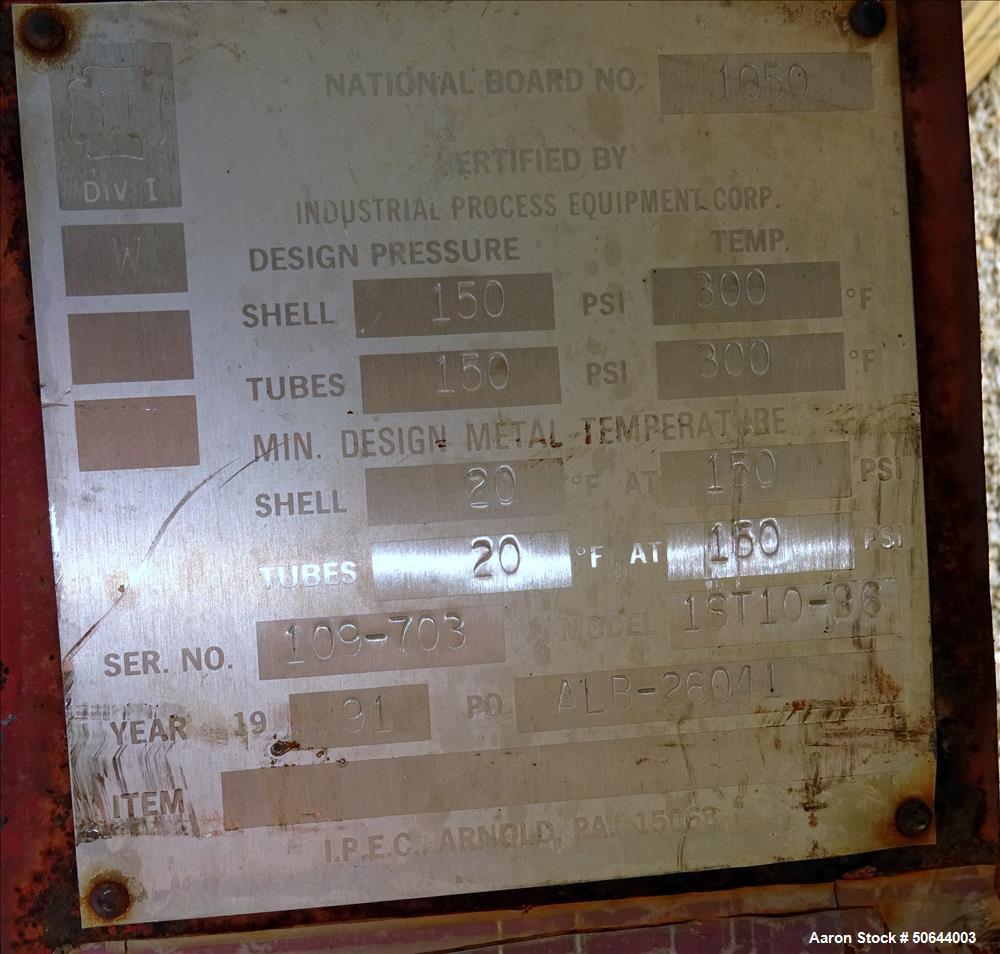 U
DIV I
W
NATIONAL BOARD NO. 1050
CERTIFIED BY
INDUSTRIAL PROCESS EQUIPMENT CORP.
DESIGN PRESSURE TEMP.
SHELL 150 PSI 300 °F
TUBES 150 PSI 300 °F
MIN. DESIGN METAL TEMPERATURE
SHELL 20 °F AT 150 PSI
TUBES 20 °F AT 150 PSI
SER. NO. 109-703 MODEL 1ST10-96
YEAR 19 91 PO ALB-26041
ITEM
I.P.E.C., ARNOLD, PA. 15068
Aaron Stock # 50644003